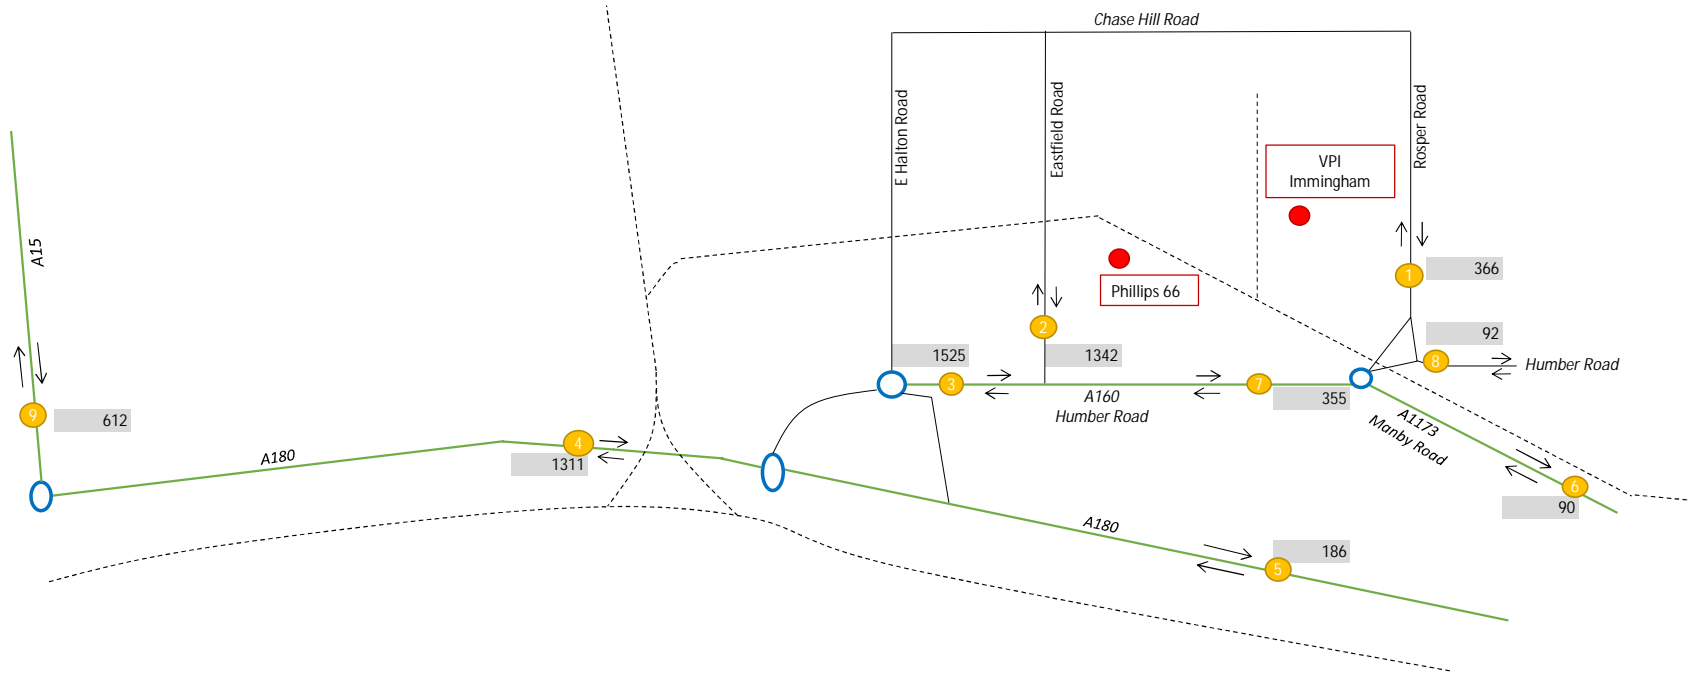 Chase Hill Road
E Halton Road
Eastfield Road
Rosper Road
VPI
Immingham
Phillips 66
A15
1
366
2
92
8
Humber Road
1525
1342
3
7
A160
Humber Road
355
A1173
Manby Road
9
612
A180
4
1311
6
90
A180
186
5